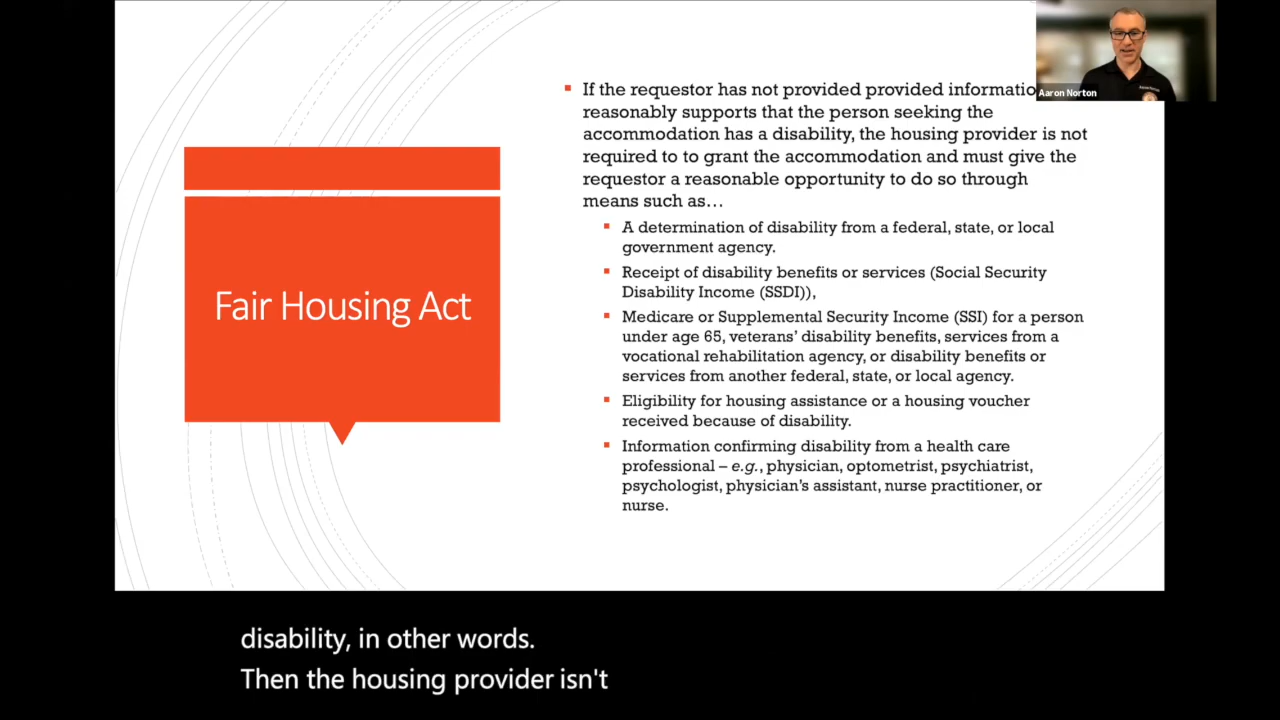 If the requestor has not provided provided informatio
reasonably supports that the person seeking the
accommodation has a disability, the housing provider is not
required to to grant the accommodation and must give the
requestor a reasonable opportunity to do so through
means such as…
A determination of disability from a federal, state, or local
government agency.
Receipt of disability benefits or services (Social Security
Disability Income (SSDI)),
Medicare or Supplemental Security Income (SSI) for a person
under age 65, veterans’ disability benefits, services from a
vocational rehabilitation agency, or disability benefits or
services from another federal, state, or local agency.
Eligibility for housing assistance or a housing voucher
received because of disability.
Information confirming disability from a health care
professional – e.g., physician, optometrist, psychiatrist,
psychologist, physician’s assistant, nurse practitioner, or
nurse.
Fair Housing Act
Aaron Norton
disability, in other words.
Then the housing provider isn't